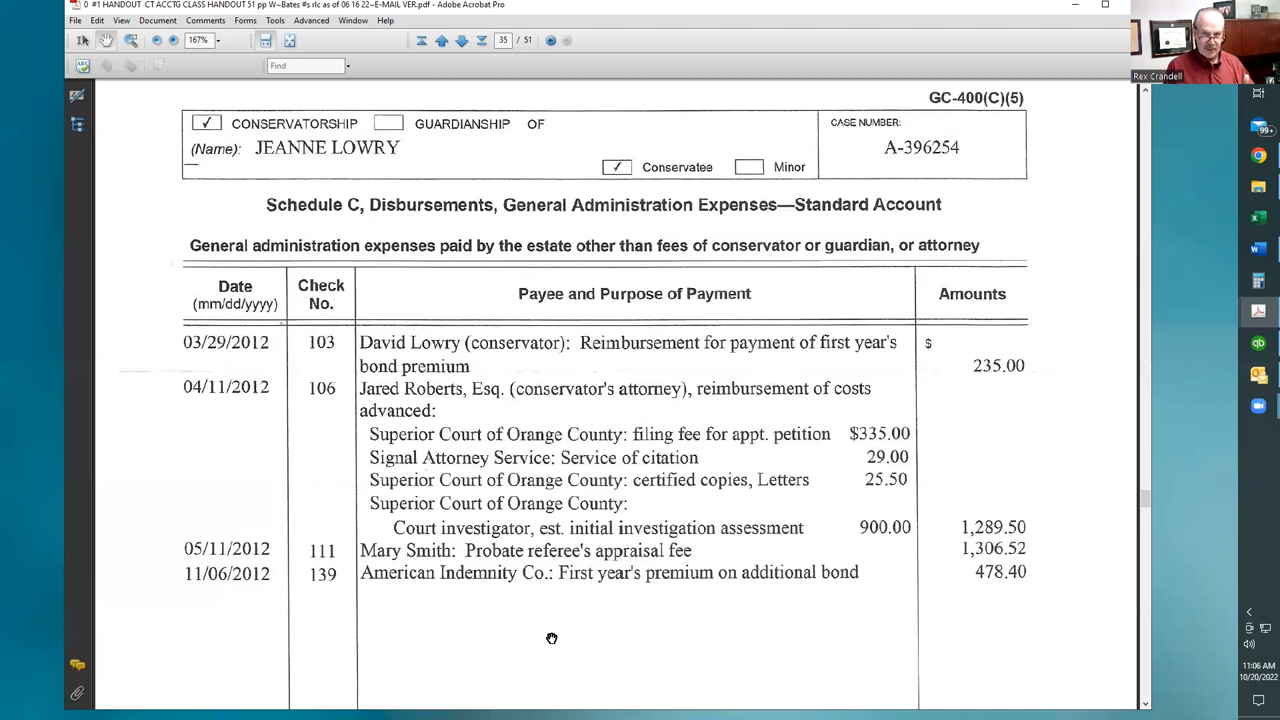 0 #1 HANDOUT CT ACCTG CLASS HANDOUT 51 pp W~Bates #s rlc as of 06 16 22~E-MAIL VER.pdf - Adobe Acrobat Pro
File Edit View Document Comments Forms Tools Advanced Window Help
167% 35 / 51
Find
Rex Crandell
GC-400(C)(5)
✓ CONSERVATORSHIP GUARDIANSHIP OF
CASE NUMBER:
(Name): JEANNE LOWRY
A-396254
✓ Conservatee Minor
Schedule C, Disbursements, General Administration Expenses—Standard Account
General administration expenses paid by the estate other than fees of conservator or guardian, or attorney
Date (mm/dd/yyyy) Check No. Payee and Purpose of Payment Amounts
03/29/2012 103 David Lowry (conservator): Reimbursement for payment of first year's $
bond premium 235.00
04/11/2012 106 Jared Roberts, Esq. (conservator's attorney), reimbursement of costs
advanced:
Superior Court of Orange County: filing fee for appt. petition $335.00
Signal Attorney Service: Service of citation 29.00
Superior Court of Orange County: certified copies, Letters 25.50
Superior Court of Orange County:
Court investigator, est. initial investigation assessment 900.00 1,289.50
05/11/2012 111 Mary Smith: Probate referee's appraisal fee 1,306.52
11/06/2012 139 American Indemnity Co.: First year's premium on additional bond 478.40
99+
11:06 AM
10/20/2022